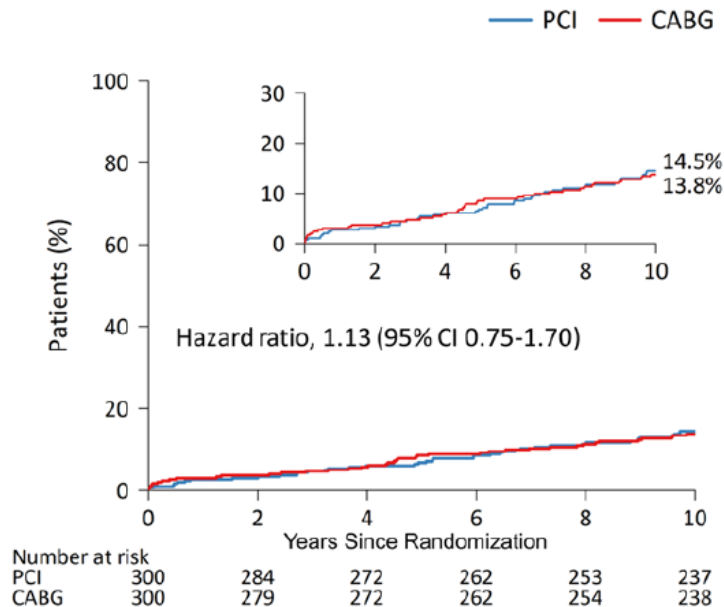 PCI CABG
100
80
60
40
20
0
Patients (%)
30
20
10
0
0 2 4 6 8 10
14.5%
13.8%
Hazard ratio, 1.13 (95% CI 0.75-1.70)
0 2 4 6 8 10
Years Since Randomization
Number at risk
PCI 300 284 272 262 253 237
CABG 300 279 272 262 254 238